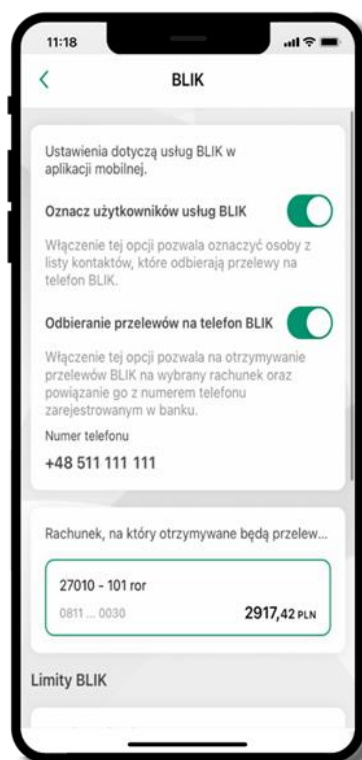 11:18
BLIK
Ustawienia dotyczą usług BLIK w
aplikacji mobilnej.
Oznacz użytkowników usług BLIK
Włączenie tej opcji pozwala oznaczyć osoby z
listy kontaktów, które odbierają przelewy na
telefon BLIK.
Odbieranie przelewów na telefon BLIK
Włączenie tej opcji pozwala na otrzymywanie
przelewów BLIK na wybrany rachunek oraz
powiązanie go z numerem telefonu
zarejestrowanym w banku.
Numer telefonu
+48 511 111 111
Rachunek, na który otrzymywane będą przelew...
27010 - 101 ror
0811 ... 0030 2917,42 PLN
Limity BLIK